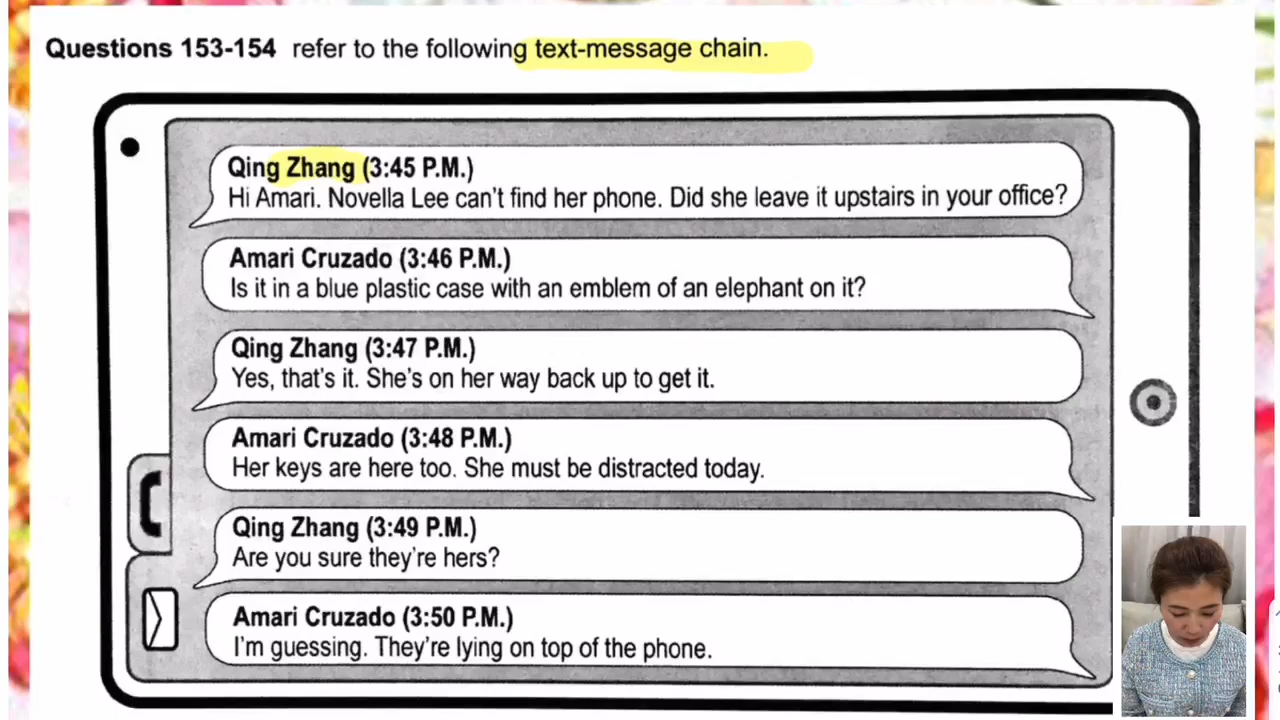 Questions 153-154 refer to the following text-message chain.
Qing Zhang (3:45 P.M.)
Hi Amari. Novella Lee can't find her phone. Did she leave it upstairs in your office?
Amari Cruzado (3:46 P.M.)
Is it in a blue plastic case with an emblem of an elephant on it?
Qing Zhang (3:47 P.M.)
Yes, that's it. She's on her way back up to get it.
Amari Cruzado (3:48 P.M.)
Her keys are here too. She must be distracted today.
Qing Zhang (3:49 P.M.)
Are you sure they're hers?
Amari Cruzado (3:50 P.M.)
I'm guessing. They're lying on top of the phone.